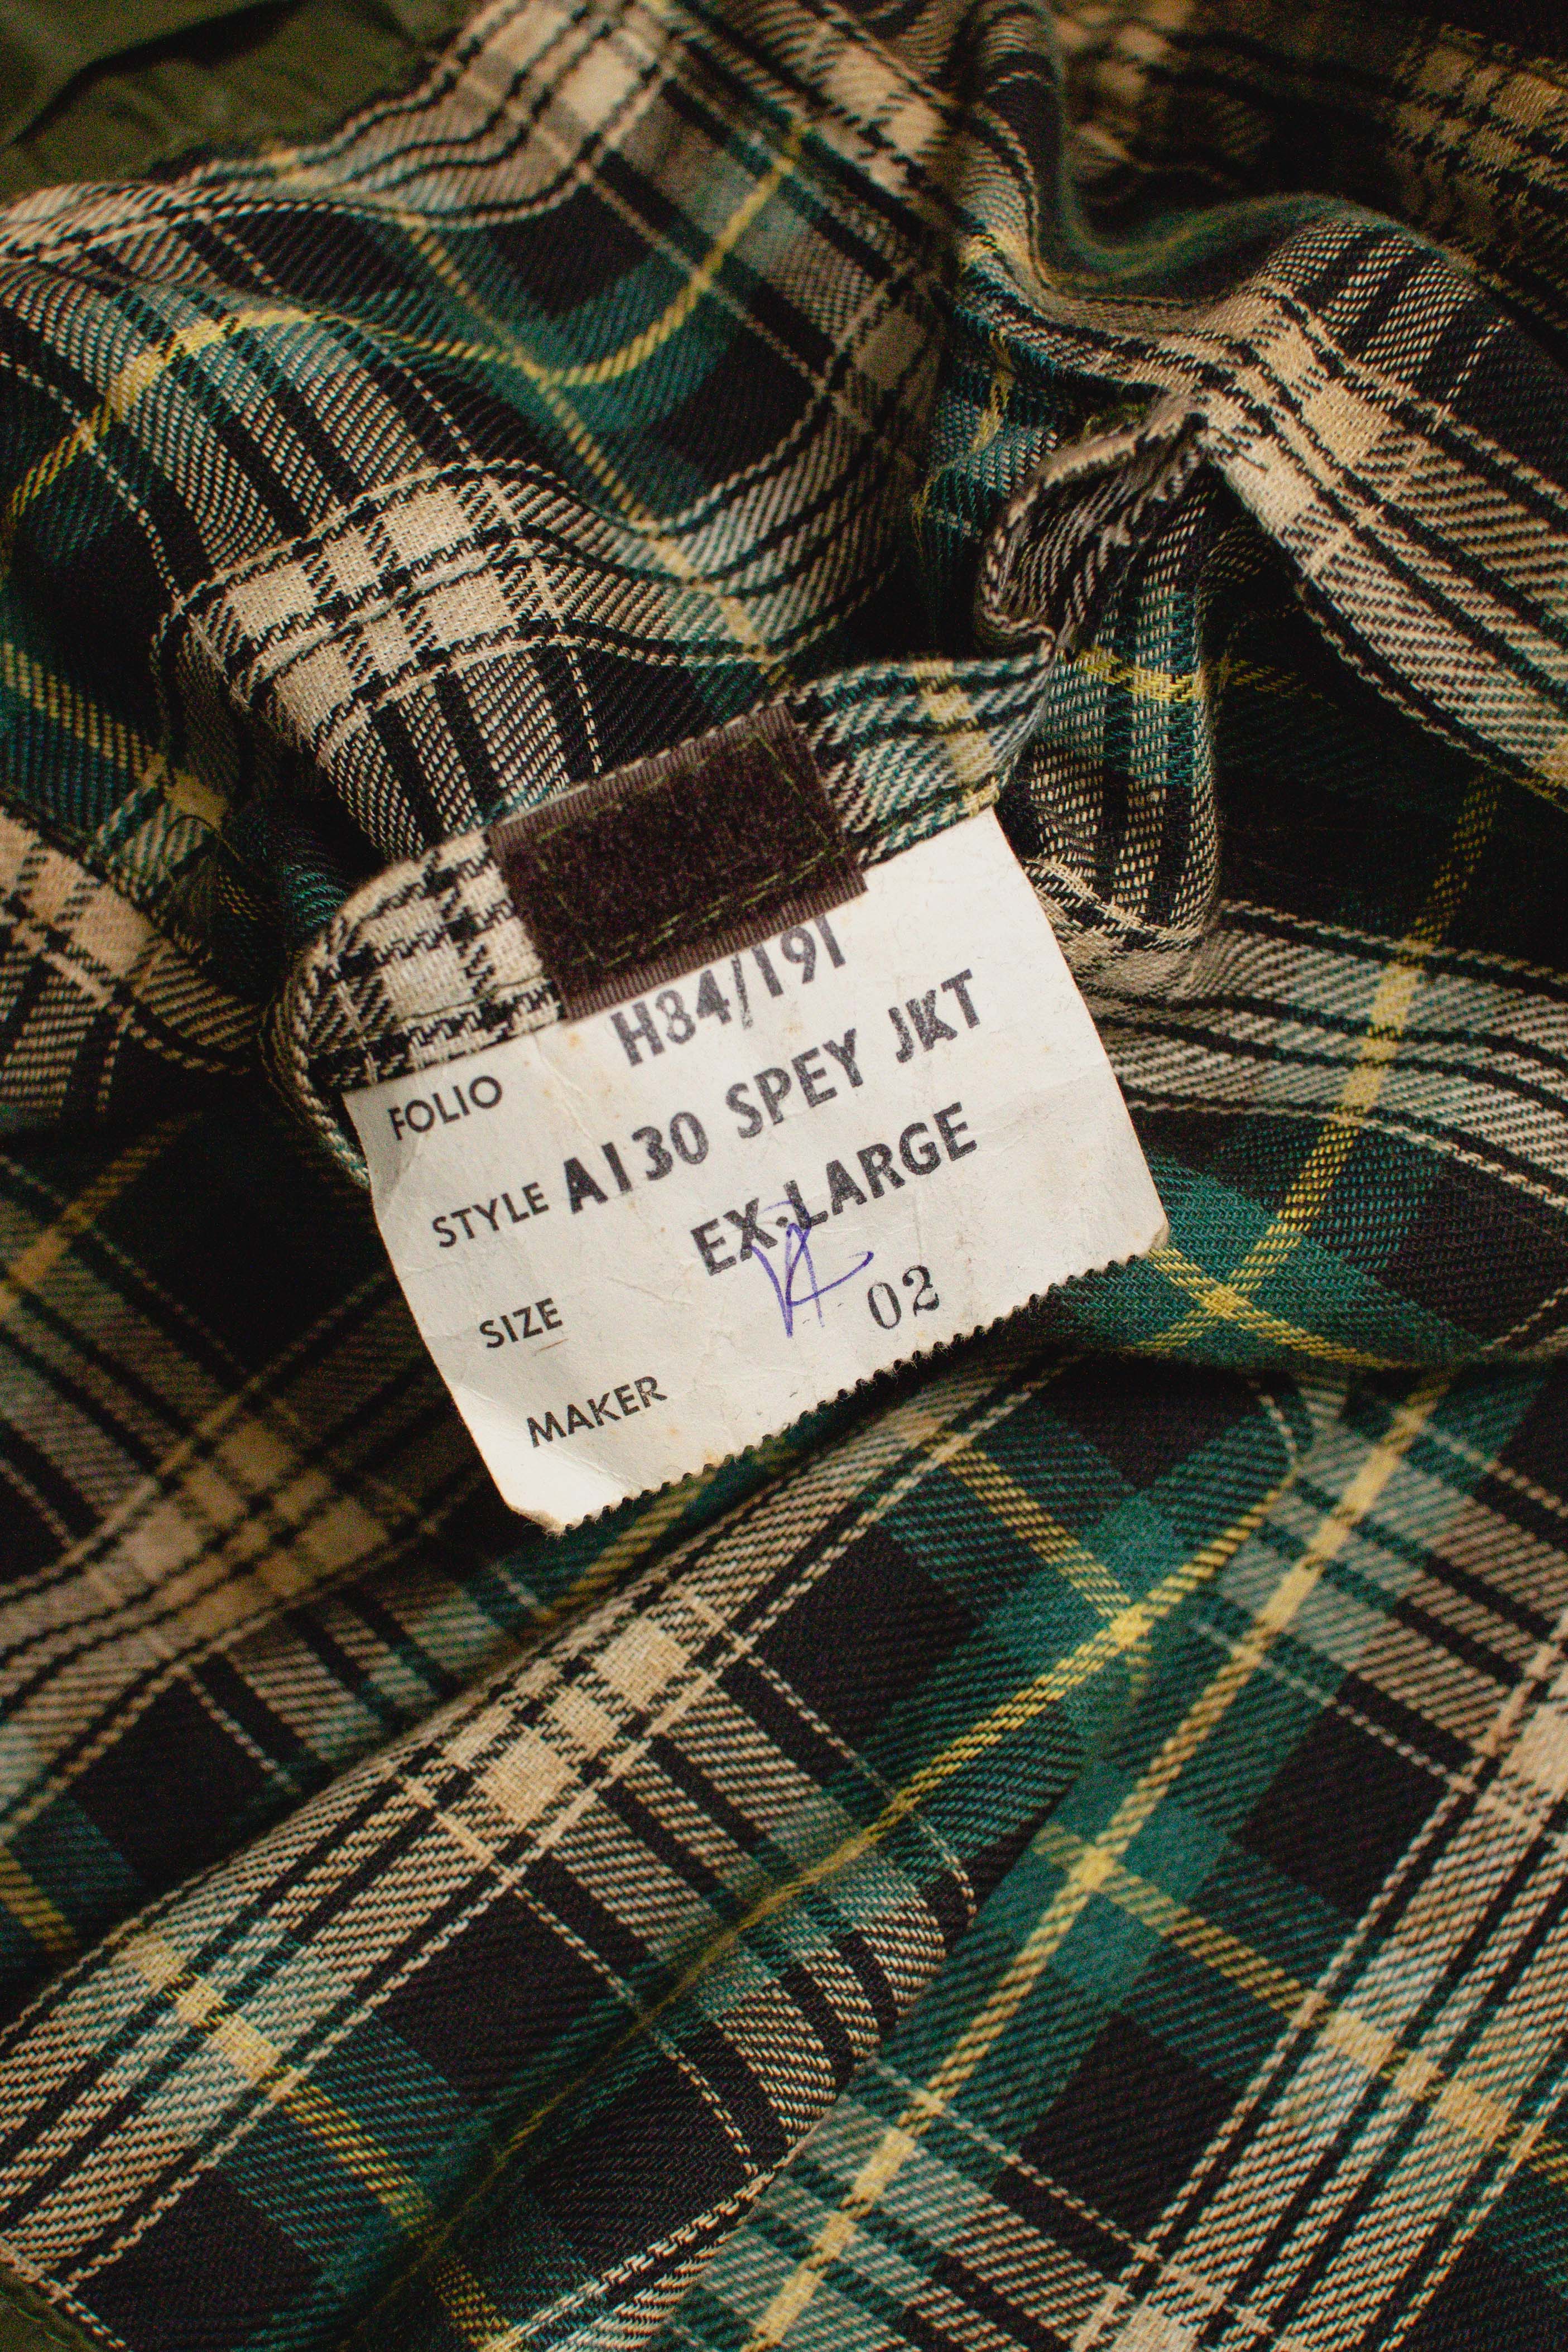 FOLIO H84/191
STYLE A130 SPEY JKT
SIZE EX.LARGE
MAKER 02